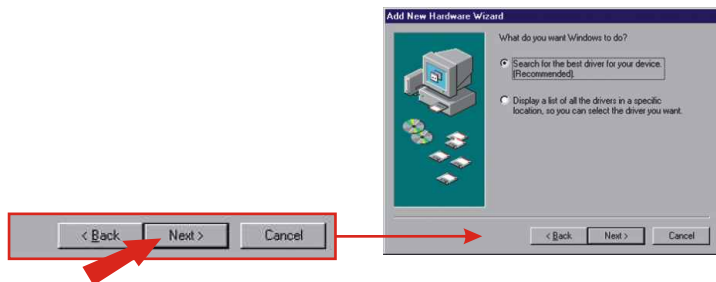 Add New Hardware Wizard
What do you want Windows to do?
Search for the best driver for your device.
(Recommended).
Display a list of all the drivers in a specific
location, so you can select the driver you want.
< Back
Next >
Cancel
< Back
Next >
Cancel